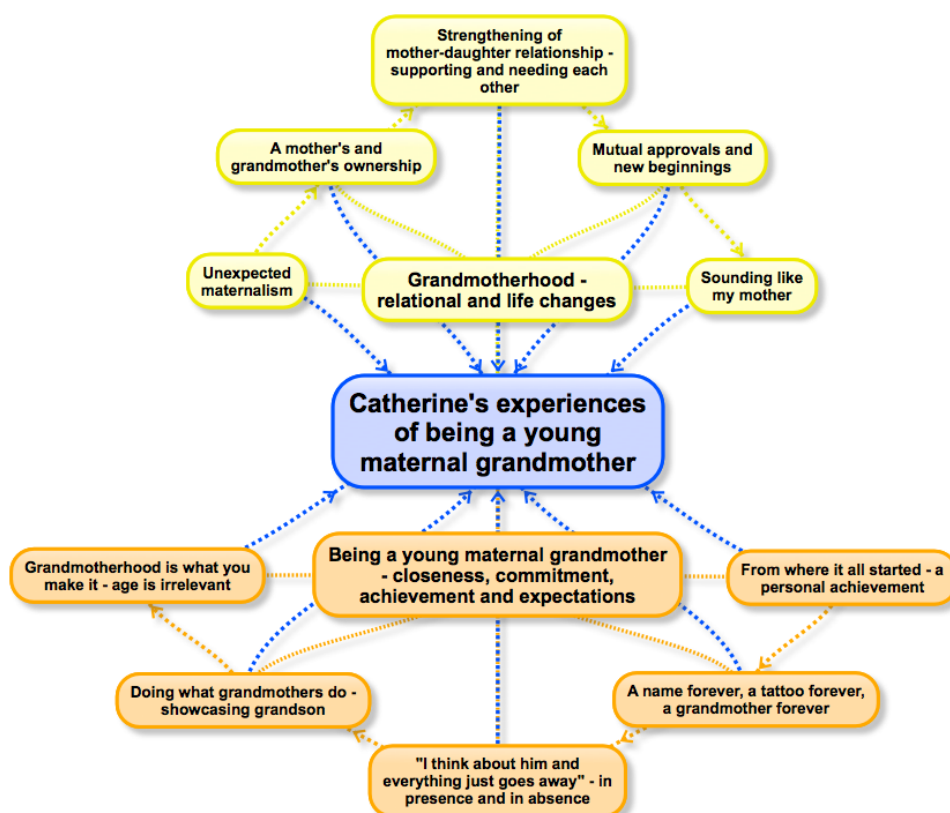 Strengthening of
mother-daughter relationship -
supporting and needing each
other
A mother's and
grandmother's ownership
Mutual approvals and
new beginnings
Unexpected
maternalism
Grandmotherhood -
relational and life changes
Sounding like
my mother
Catherine's experiences
of being a young
maternal grandmother
Grandmotherhood is what you
make it - age is irrelevant
Being a young maternal grandmother
- closeness, commitment,
achievement and expectations
From where it all started - a
personal achievement
Doing what grandmothers do -
showcasing grandson
A name forever, a tattoo forever,
a grandmother forever
"I think about him and
everything just goes away" - in
presence and in absence